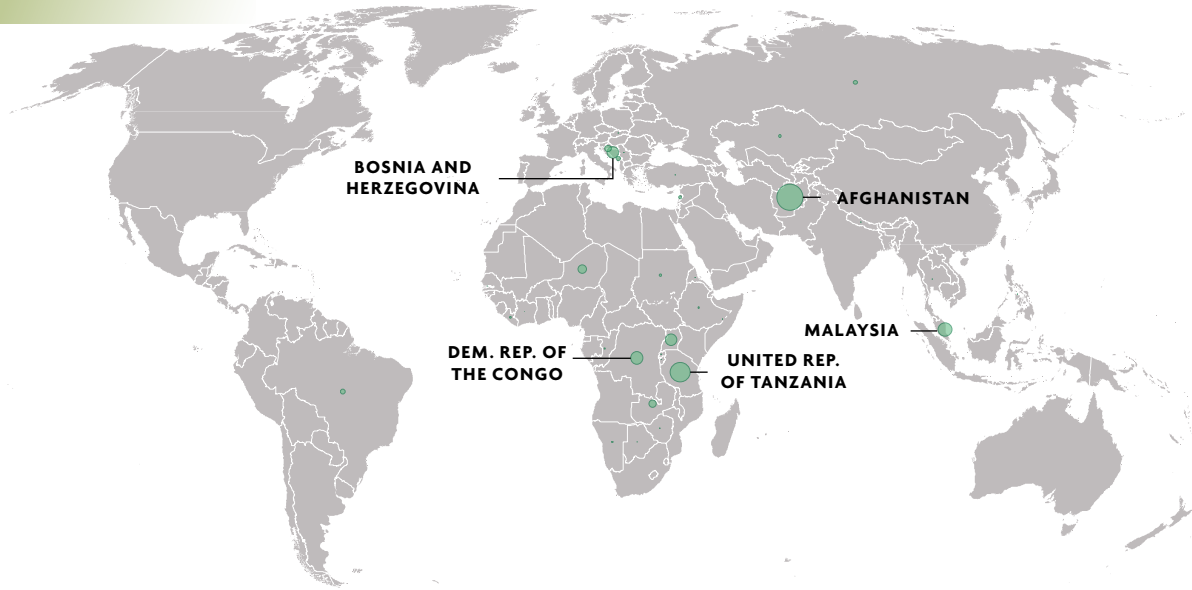 BOSNIA AND
HERZEGOVINA
AFGHANISTAN
MALAYSIA
DEM. REP. OF
THE CONGO
UNITED REP.
OF TANZANIA